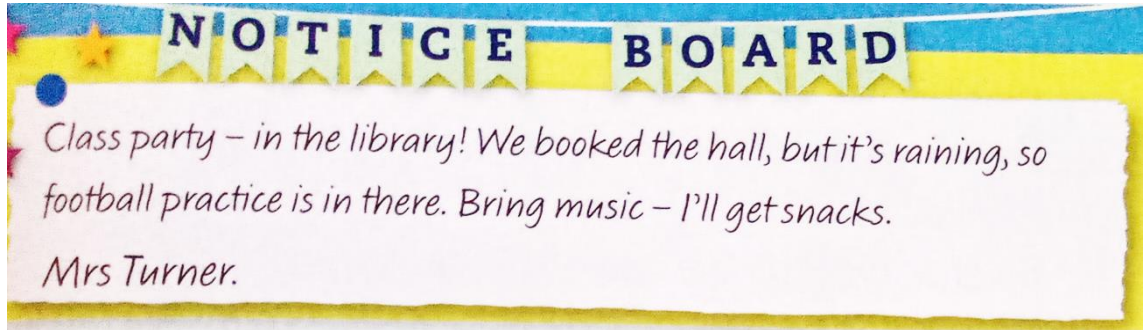 NOTICE BOARD
Class party – in the library! We booked the hall, but it's raining, so
football practice is in there. Bring music – I'll get snacks.
Mrs Turner.